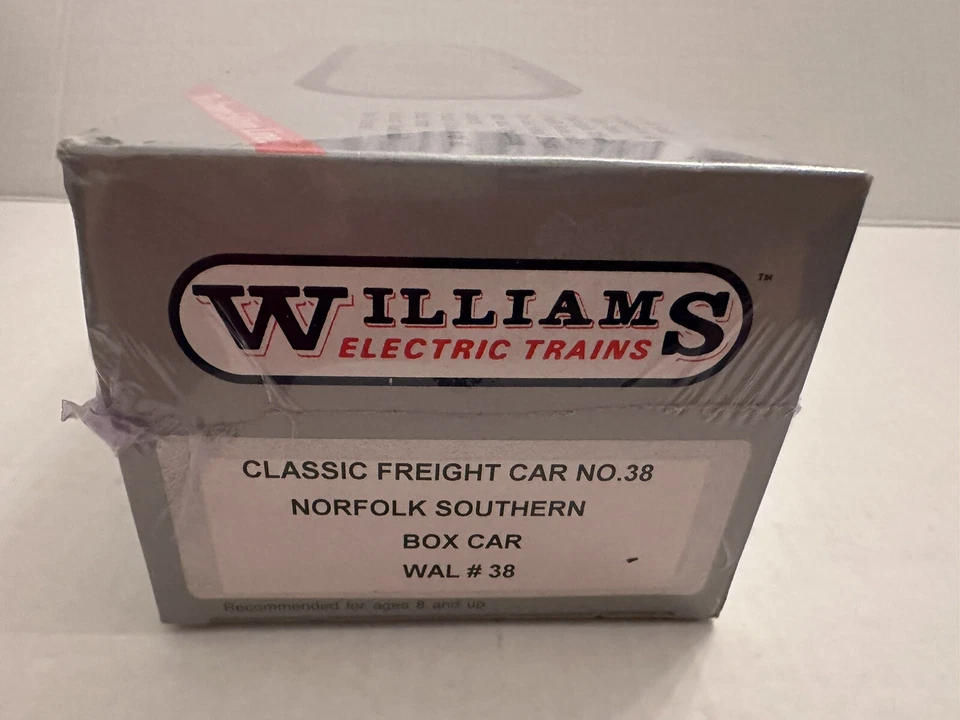 WILLIAMS
ELECTRIC TRAINS
™
CLASSIC FREIGHT CAR NO.38
NORFOLK SOUTHERN
BOX CAR
WAL # 38
Recommended for ages 8 and up